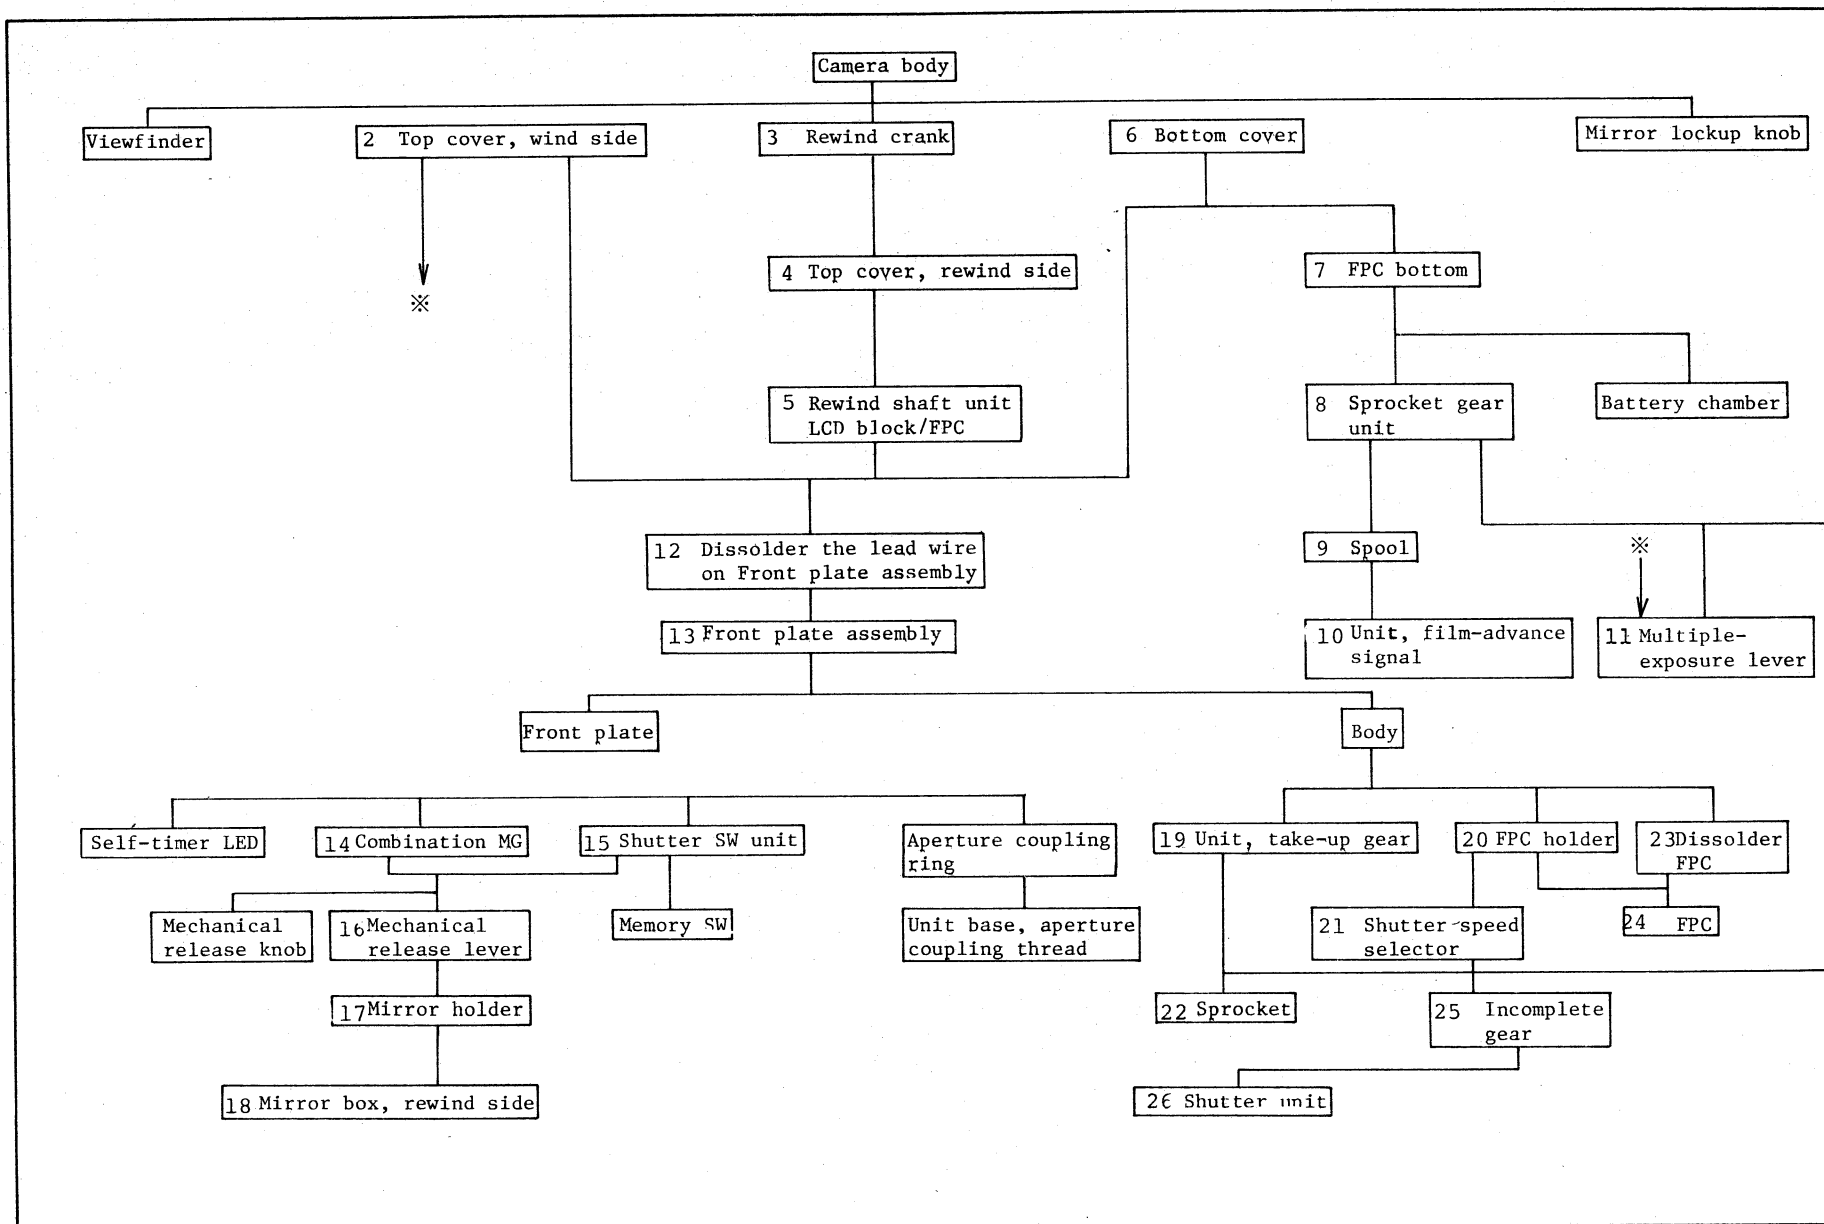 Camera body
Viewfinder
2 Top cover, wind side
3 Rewind crank
6 Bottom cover
Mirror lockup knob
※
4 Top cover, rewind side
7 FPC bottom
5 Rewind shaft unit
LCD block/FPC
8 Sprocket gear
unit
Battery chamber
12 Dissolder the lead wire
on Front plate assembly
9 Spool
※
13 Front plate assembly
10 Unit, film-advance
signal
11 Multiple-
exposure lever
Front plate
Body
Self-timer LED
14 Combination MG
15 Shutter SW unit
Aperture coupling
ring
19 Unit, take-up gear
20 FPC holder
23 Dissolder
FPC
Mechanical
release knob
16 Mechanical
release lever
Memory SW
Unit base, aperture
coupling thread
21 Shutter-speed
selector
24 FPC
17 Mirror holder
22 Sprocket
25 Incomplete
gear
18 Mirror box, rewind side
26 Shutter unit